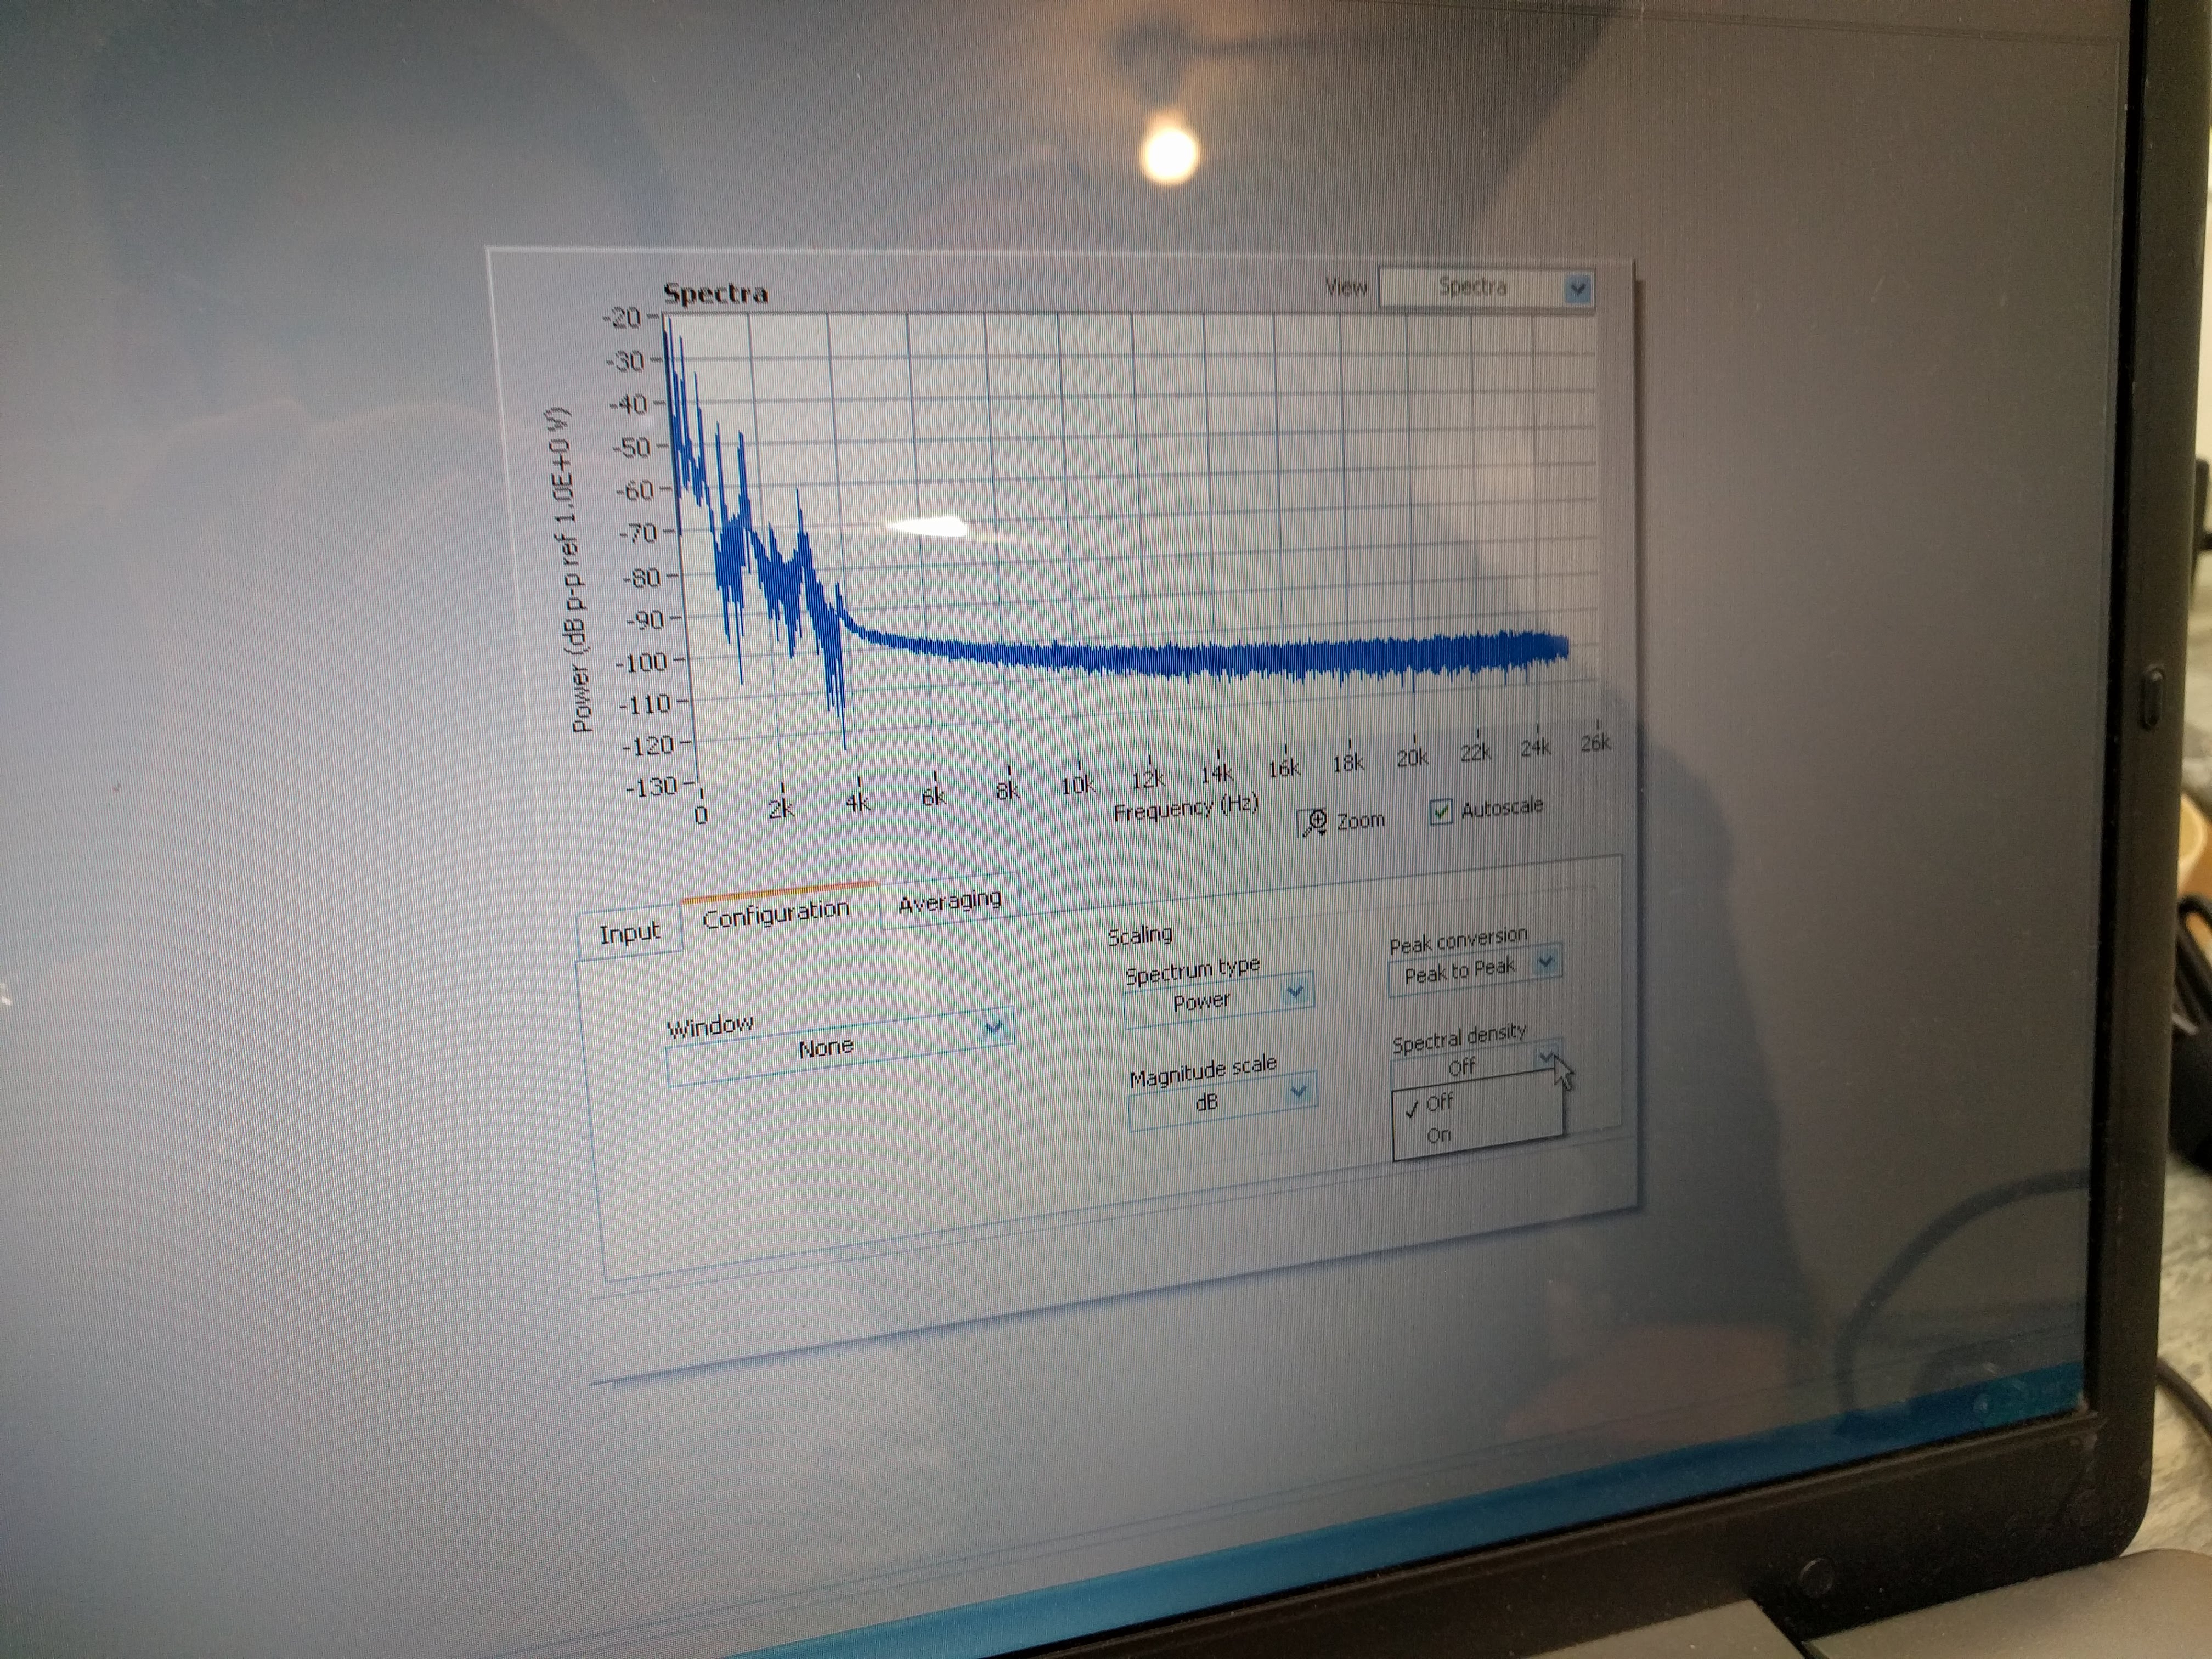 Spectra
View Spectra
-20
-30
-40
-50
-60
-70
-80
-90
-100
-110
-120
-130
Power (dB p-p ref 1.0E+0 V)
0 2k 4k 6k 8k 10k 12k 14k 16k 18k 20k 22k 24k 26k
Frequency (Hz)
Zoom Autoscale
Input Configuration Averaging
Window
None
Scaling
Spectrum type
Power
Peak conversion
Peak to Peak
Magnitude scale
dB
Spectral density
Off
✓ Off
On